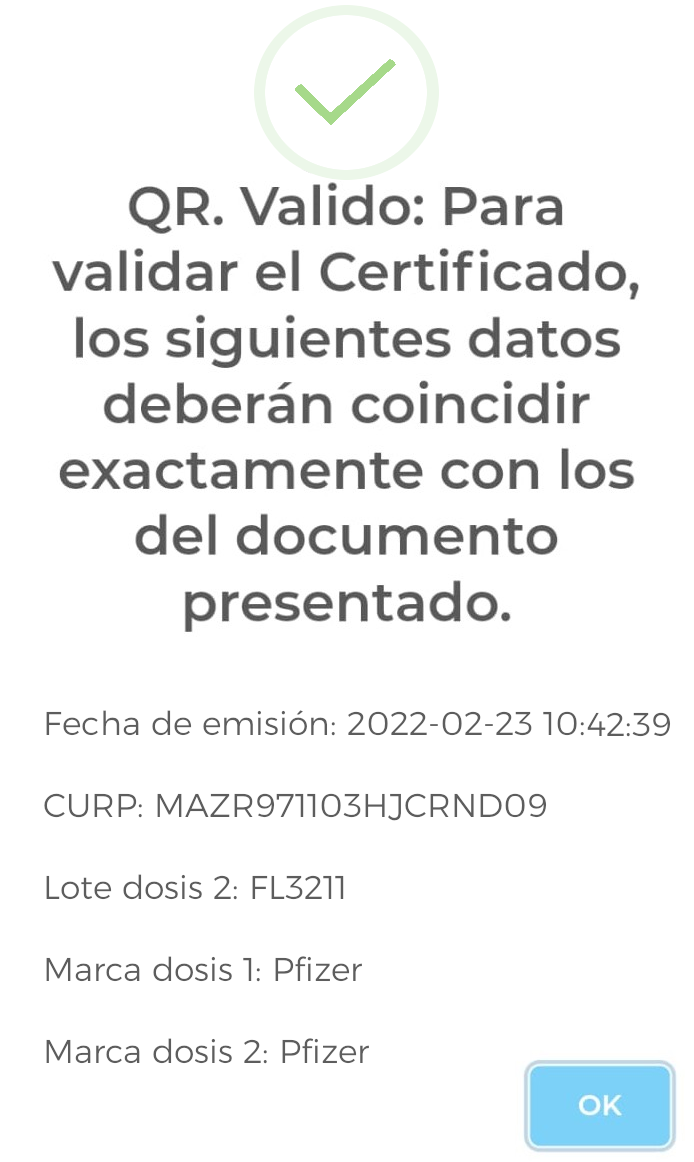 QR. Valido: Para
validar el Certificado,
los siguientes datos
deberán coincidir
exactamente con los
del documento
presentado.
Fecha de emisión: 2022-02-23 10:42:39
CURP: MAZR971103HJCRND09
Lote dosis 2: FL3211
Marca dosis 1: Pfizer
Marca dosis 2: Pfizer
OK